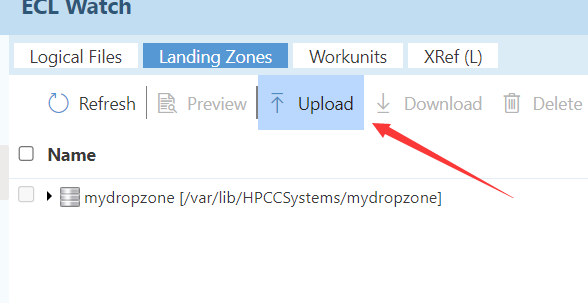 ECL Watch
Logical Files Landing Zones Workunits XRef (L)
Refresh Preview Upload Download Delete
Name
mydropzone [/var/lib/HPCCSystems/mydropzone]